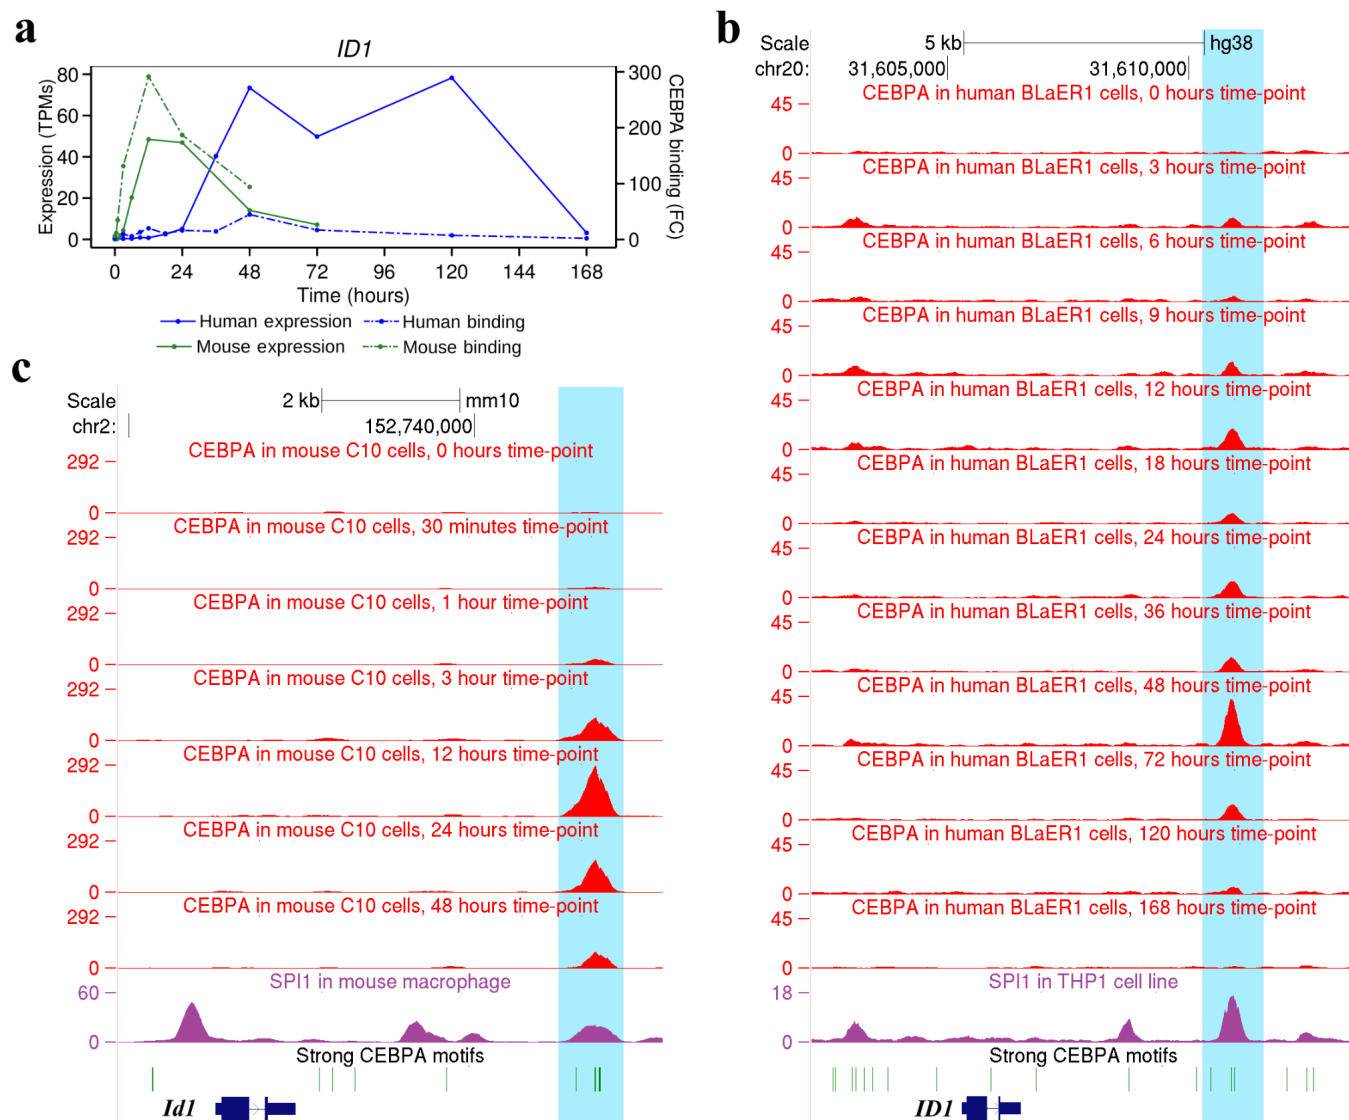 a
ID1
80
60
40
20
0
Expression (TPMs)
300
200
100
0
CEBPA binding (FC)
0 24 48 72 96 120 144 168
Time (hours)
Human expression Human binding
Mouse expression Mouse binding
b
Scale 5 kb hg38
chr20: 31,605,000 31,610,000
CEBPA in human BLaER1 cells, 0 hours time-point
45
0
CEBPA in human BLaER1 cells, 3 hours time-point
45
0
CEBPA in human BLaER1 cells, 6 hours time-point
45
0
CEBPA in human BLaER1 cells, 9 hours time-point
45
0
CEBPA in human BLaER1 cells, 12 hours time-point
45
0
CEBPA in human BLaER1 cells, 18 hours time-point
45
0
CEBPA in human BLaER1 cells, 24 hours time-point
45
0
CEBPA in human BLaER1 cells, 36 hours time-point
45
0
CEBPA in human BLaER1 cells, 48 hours time-point
45
0
CEBPA in human BLaER1 cells, 72 hours time-point
45
0
CEBPA in human BLaER1 cells, 120 hours time-point
45
0
CEBPA in human BLaER1 cells, 168 hours time-point
45
0
SPI1 in THP1 cell line
18
0
Strong CEBPA motifs
ID1
c
Scale 2 kb mm10
chr2: 152,740,000
CEBPA in mouse C10 cells, 0 hours time-point
292
0
CEBPA in mouse C10 cells, 30 minutes time-point
292
0
CEBPA in mouse C10 cells, 1 hour time-point
292
0
CEBPA in mouse C10 cells, 3 hour time-point
292
0
CEBPA in mouse C10 cells, 12 hours time-point
292
0
CEBPA in mouse C10 cells, 24 hours time-point
292
0
CEBPA in mouse C10 cells, 48 hours time-point
292
0
SPI1 in mouse macrophage
60
0
Strong CEBPA motifs
Id1